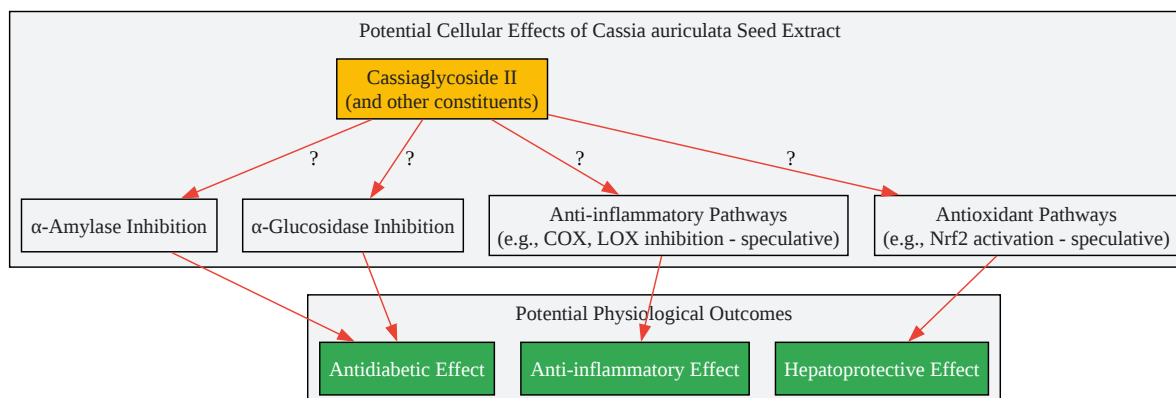 Potential Cellular Effects of Cassia auriculata Seed Extract
Cassiaglycoside II
(and other constituents)
?
?
?
?
α-Amylase Inhibition
α-Glucosidase Inhibition
Anti-inflammatory Pathways
(e.g., COX, LOX inhibition - speculative)
Antioxidant Pathways
(e.g., Nrf2 activation - speculative)
Potential Physiological Outcomes
Antidiabetic Effect
Anti-inflammatory Effect
Hepatoprotective Effect